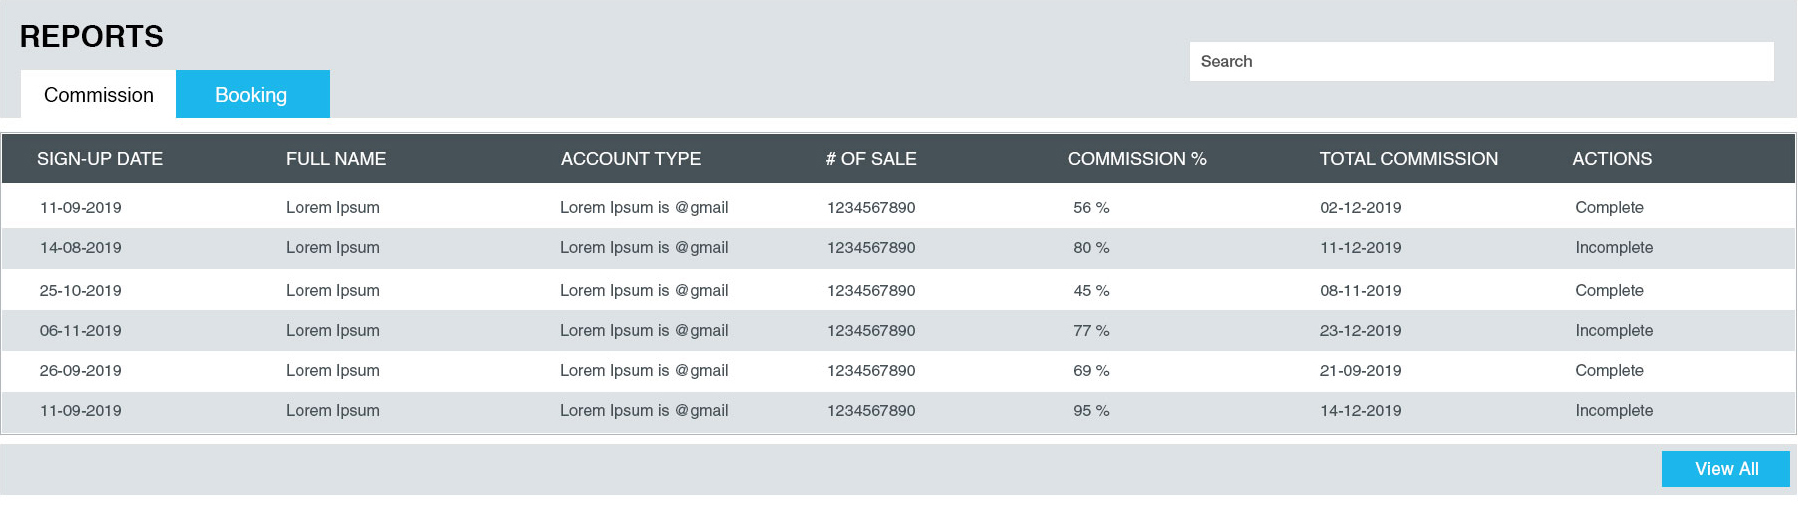 REPORTS
Search
Commission Booking
SIGN-UP DATE FULL NAME ACCOUNT TYPE # OF SALE COMMISSION % TOTAL COMMISSION ACTIONS
11-09-2019 Lorem Ipsum Lorem Ipsum is @gmail 1234567890 56 % 02-12-2019 Complete
14-08-2019 Lorem Ipsum Lorem Ipsum is @gmail 1234567890 80 % 11-12-2019 Incomplete
25-10-2019 Lorem Ipsum Lorem Ipsum is @gmail 1234567890 45 % 08-11-2019 Complete
06-11-2019 Lorem Ipsum Lorem Ipsum is @gmail 1234567890 77 % 23-12-2019 Incomplete
26-09-2019 Lorem Ipsum Lorem Ipsum is @gmail 1234567890 69 % 21-09-2019 Complete
11-09-2019 Lorem Ipsum Lorem Ipsum is @gmail 1234567890 95 % 14-12-2019 Incomplete
View All